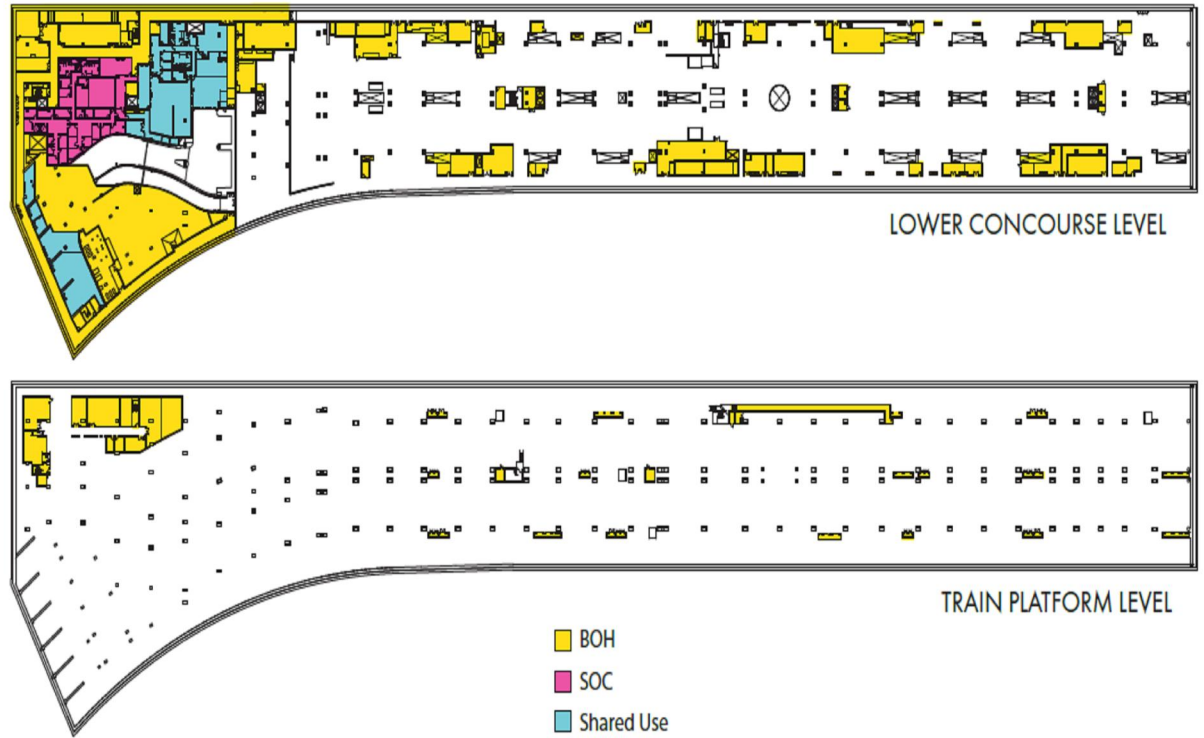 LOWER CONCOURSE LEVEL
TRAIN PLATFORM LEVEL
BOH
SOC
Shared Use